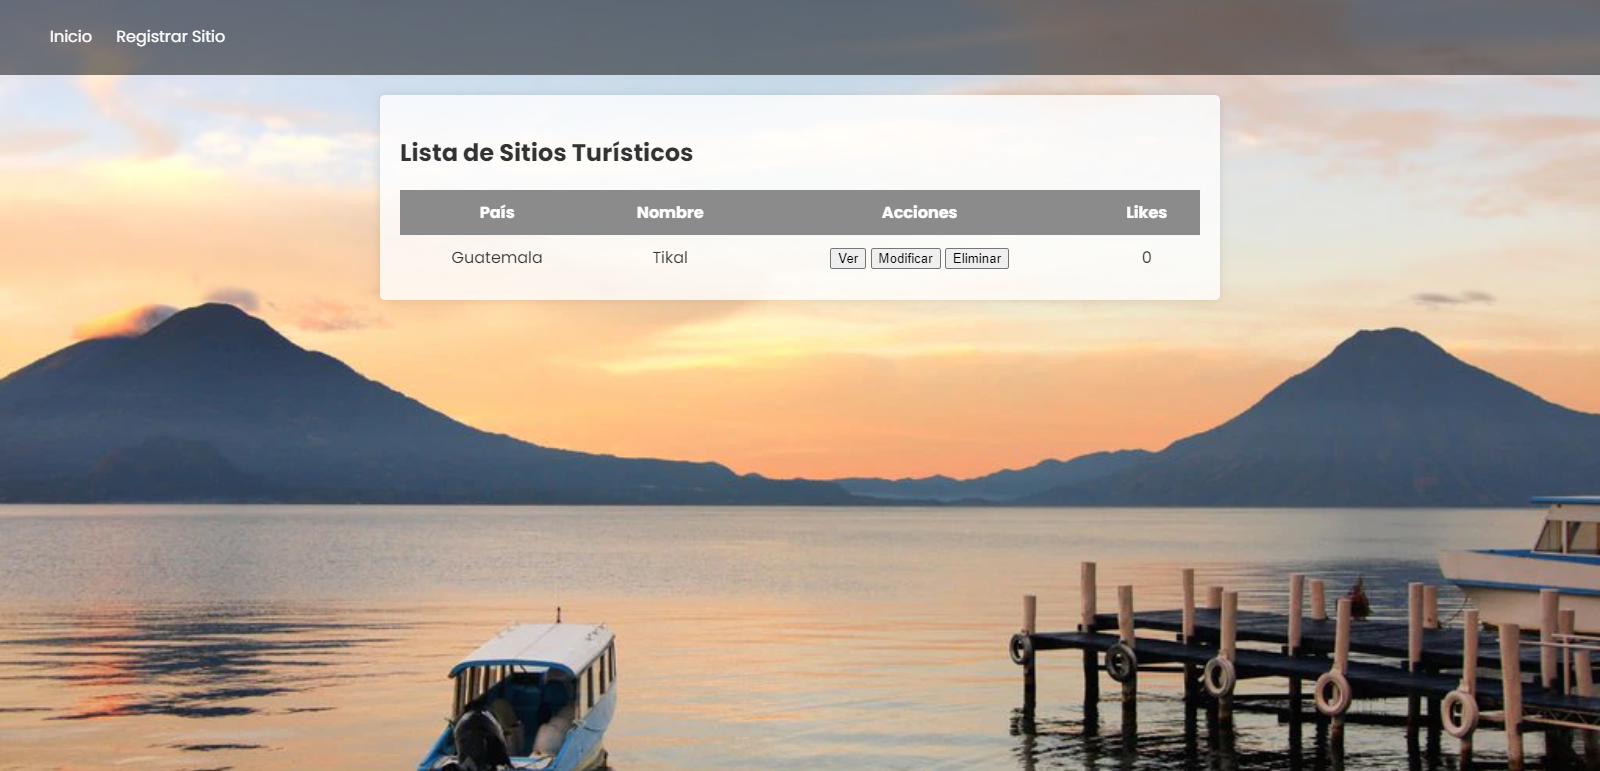 Inicio Registrar Sitio
Lista de Sitios Turísticos
País Nombre Acciones Likes
Guatemala Tikal Ver Modificar Eliminar 0